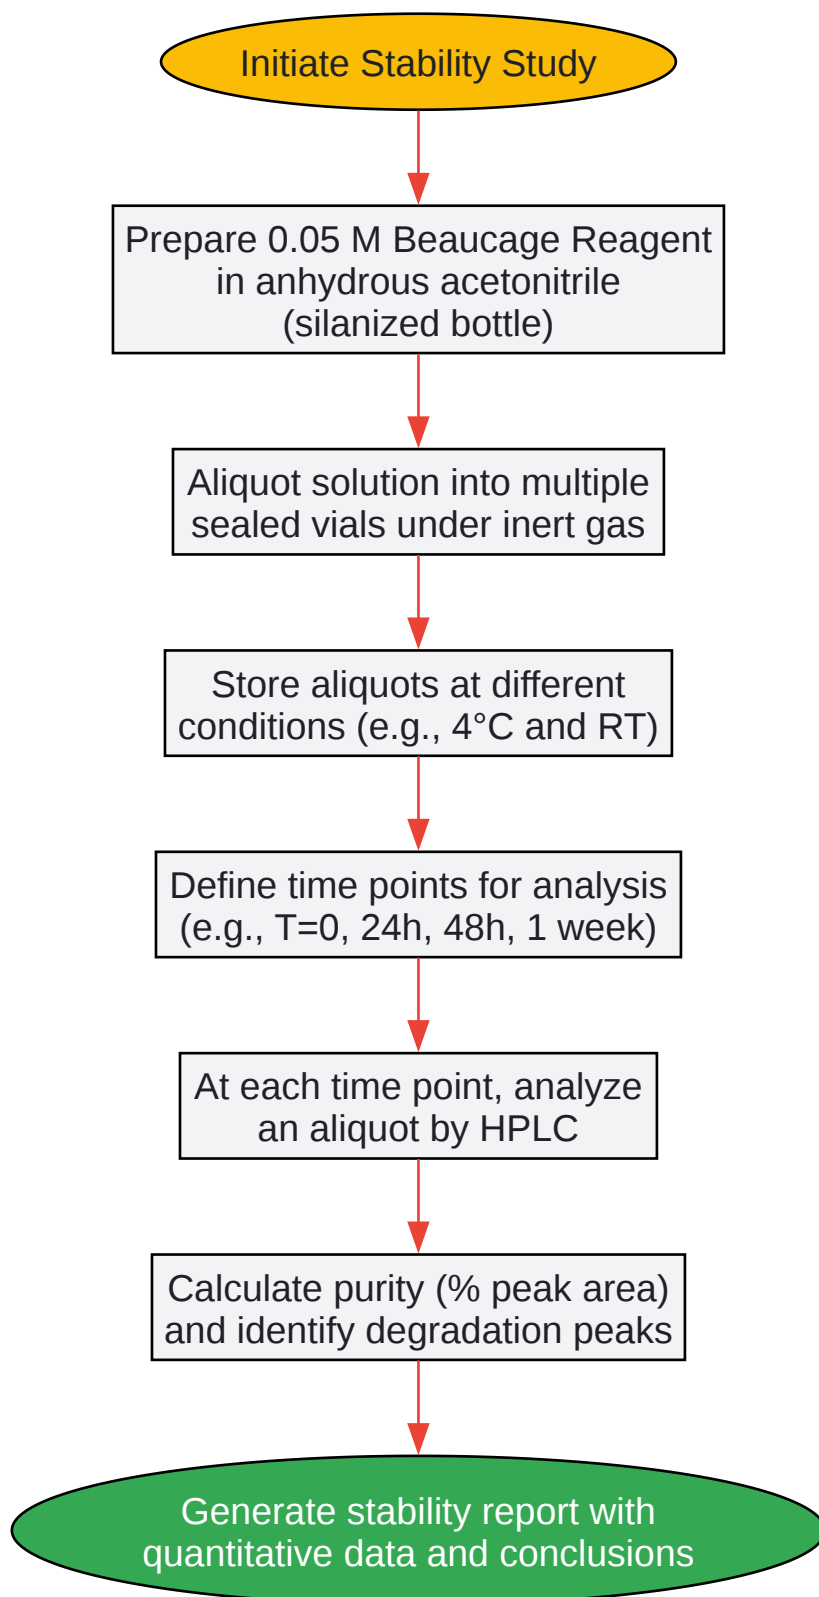 Initiate Stability Study
Prepare 0.05 M Beaucage Reagent
in anhydrous acetonitrile
(silanized bottle)
Aliquot solution into multiple
sealed vials under inert gas
Store aliquots at different
conditions (e.g., 4°C and RT)
Define time points for analysis
(e.g., T=0, 24h, 48h, 1 week)
At each time point, analyze
an aliquot by HPLC
Calculate purity (% peak area)
and identify degradation peaks
Generate stability report with
quantitative data and conclusions